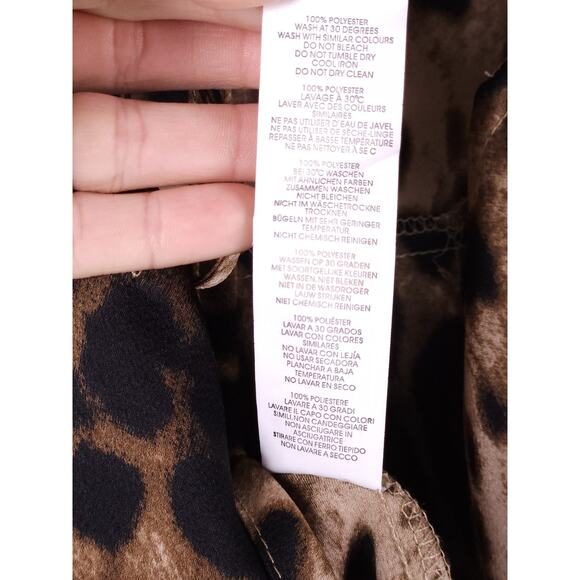 100% POLYESTER
WASH AT 30 DEGREES
WASH WITH SIMILAR COLOURS
DO NOT BLEACH
DO NOT TUMBLE DRY
COOL IRON
DO NOT DRY CLEAN
100% POLYESTER
LAVAGE À 30°C
LAVER AVEC DES COULEURS
SIMILAIRES
NE PAS UTILISER D'EAU DE JAVEL
NE PAS UTILISER DE SÈCHE-LINGE
REPASSER À BASSE TEMPÉRATURE
NE PAS NETTOYER À SEC
100% POLYESTER
BEI 30°C WASCHEN
MIT ÄHNLICHEN FARBEN
ZUSAMMEN WASCHEN
NICHT BLEICHEN
NICHT IM WÄSCHETROCKNE
TROCKNEN
BÜGELN MIT SEHR GERINGER
TEMPERATUR
NICHT CHEMISCH REINIGEN
100% POLYESTER
WASSEN OP 30 GRADEN
MET SOORTGELIJKE KLEUREN
WASSEN. NIET BLEKEN
NIET IN DE WASDROGER
LAUW STRIJKEN
NIET CHEMISCH REINIGEN
100% POLIÉSTER
LAVAR A 30 GRADOS
LAVAR CON COLORES
SIMILARES
NO LAVAR CON LEJÍA
NO USAR SECADORA
PLANCHAR A BAJA
TEMPERATURA
NO LAVAR EN SECO
100% POLIESTERE
LAVARE A 30 GRADI
LAVARE IL CAPO CON COLORI
SIMILI.NON CANDEGGIARE
NON ASCIUGARE IN
ASCIUGATRICE
STIRARE CON FERRO TIEPIDO
NON LAVARE A SECCO